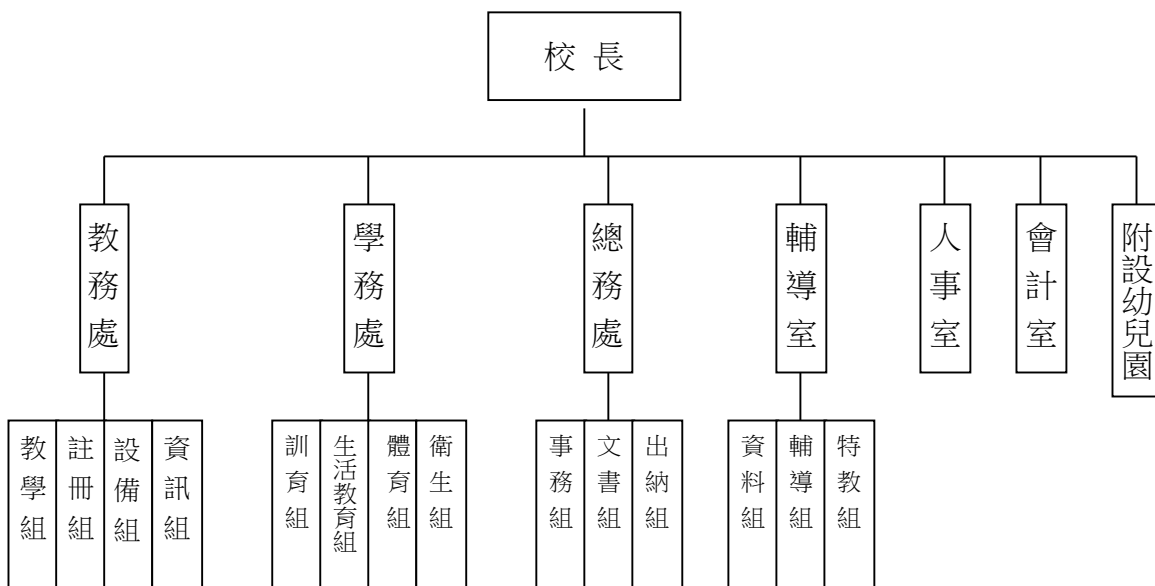 校長
教務處
學務處
總務處
輔導室
人事室
會計室
附設幼兒園
教學組
註冊組
設備組
資訊組
訓育組
生活教育組
體育組
衛生組
事務組
文書組
出納組
資料組
輔導組
特教組